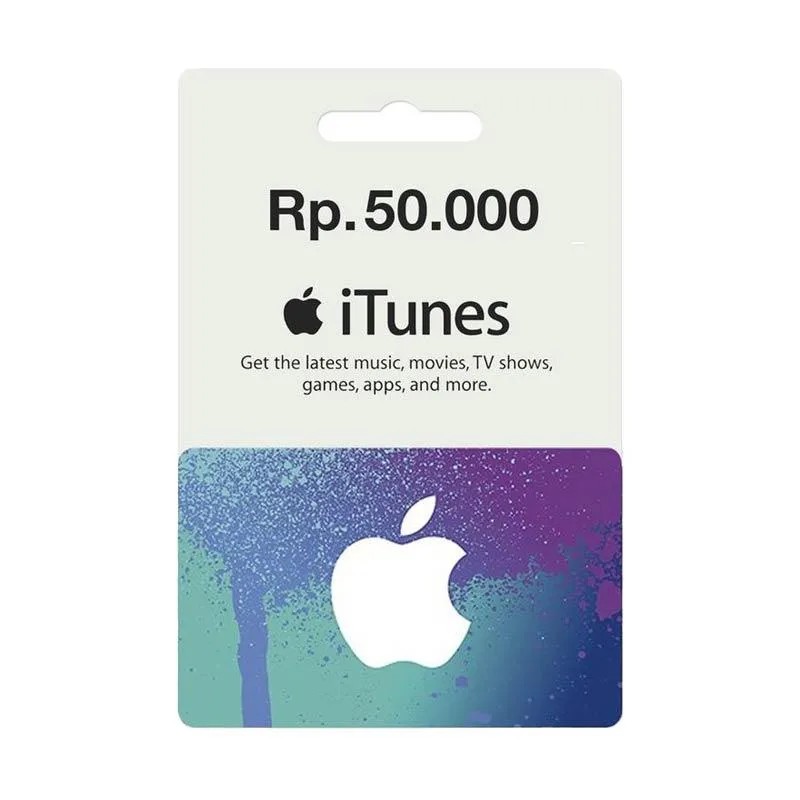 Rp. 50.000
iTunes
Get the latest music, movies, TV shows,
games, apps, and more.